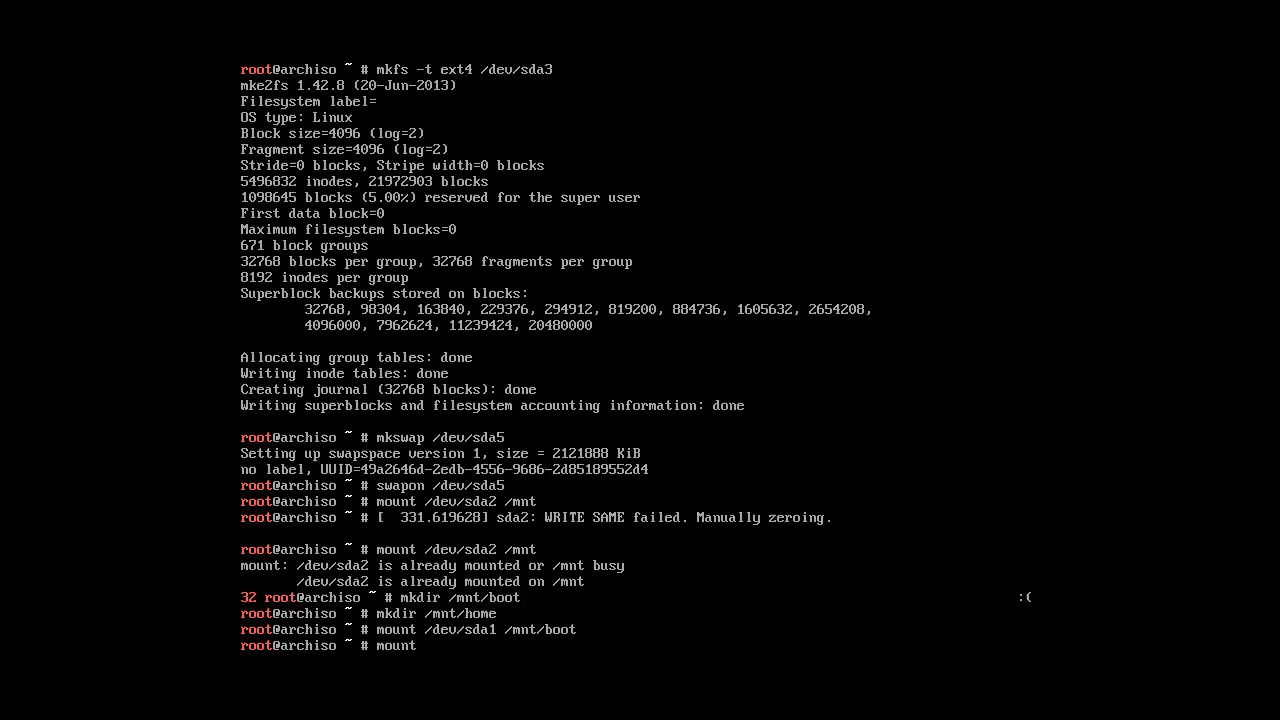 root@archiso ~ # mkfs -t ext4 /dev/sda3
mke2fs 1.42.8 (20-Jun-2013)
Filesystem label=
OS type: Linux
Block size=4096 (log=2)
Fragment size=4096 (log=2)
Stride=0 blocks, Stripe width=0 blocks
5496832 inodes, 21972903 blocks
1098645 blocks (5.00%) reserved for the super user
First data block=0
Maximum filesystem blocks=0
671 block groups
32768 blocks per group, 32768 fragments per group
8192 inodes per group
Superblock backups stored on blocks:
        32768, 98304, 163840, 229376, 294912, 819200, 884736, 1605632, 2654208,
        4096000, 7962624, 11239424, 20480000

Allocating group tables: done
Writing inode tables: done
Creating journal (32768 blocks): done
Writing superblocks and filesystem accounting information: done

root@archiso ~ # mkswap /dev/sda5
Setting up swapspace version 1, size = 2121888 KiB
no label, UUID=49a2646d-2edb-4556-9686-2d85189552d4
root@archiso ~ # swapon /dev/sda5
root@archiso ~ # mount /dev/sda2 /mnt
root@archiso ~ # [  331.619628] sda2: WRITE SAME failed. Manually zeroing.

root@archiso ~ # mount /dev/sda2 /mnt
mount: /dev/sda2 is already mounted or /mnt busy
       /dev/sda2 is already mounted on /mnt
32 root@archiso ~ # mkdir /mnt/boot :(
root@archiso ~ # mkdir /mnt/home
root@archiso ~ # mount /dev/sda1 /mnt/boot
root@archiso ~ # mount